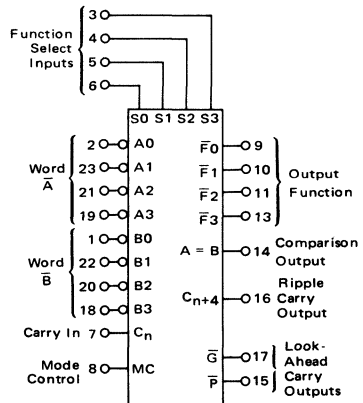 3
Function 4
Select
Inputs 5
6
S0 S1 S2 S3
2 A0 F̅0 9
Word 23 A1 F̅1 10 Output
A̅ 21 A2 F̅2 11 Function
19 A3 F̅3 13
1 B0
Word 22 B1 A = B 14 Comparison
B̅ 20 B2 Output
18 B3 Cn+4 16 Ripple
Carry
Output
Carry In 7 Cn
G̅ 17 Look-
Mode Ahead
Control 8 MC P̅ 15 Carry
Outputs